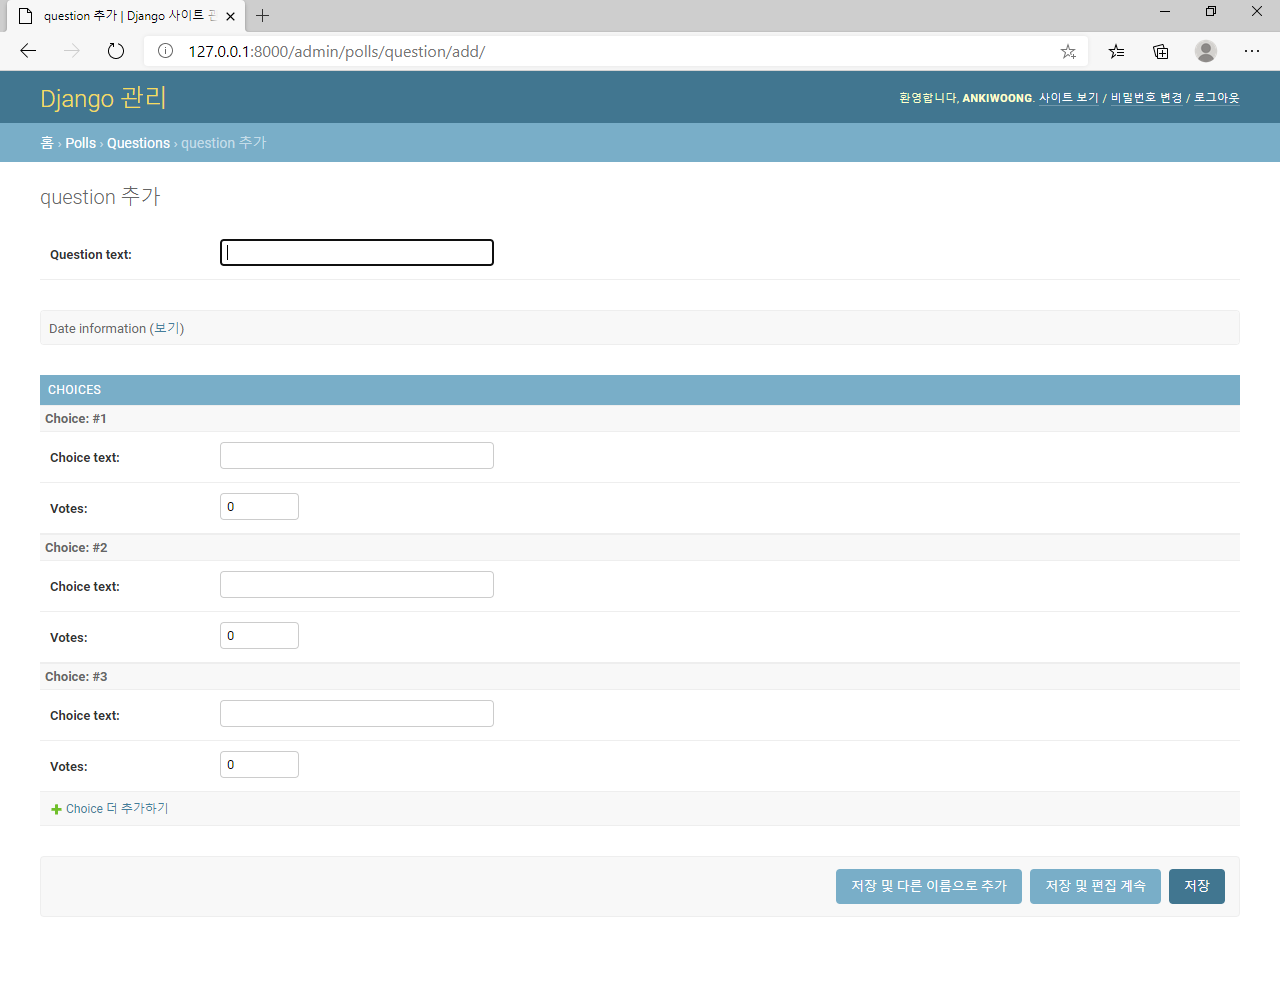 question 추가 | Django 사이트
127.0.0.1:8000/admin/polls/question/add/
Django 관리
환영합니다, ANKIWOONG. 사이트 보기 / 비밀번호 변경 / 로그아웃
홈 › Polls › Questions › question 추가
question 추가
Question text:
Date information (보기)
CHOICES
Choice: #1
Choice text:
Votes: 0
Choice: #2
Choice text:
Votes: 0
Choice: #3
Choice text:
Votes: 0
Choice 더 추가하기
저장 및 다른 이름으로 추가 저장 및 편집 계속 저장